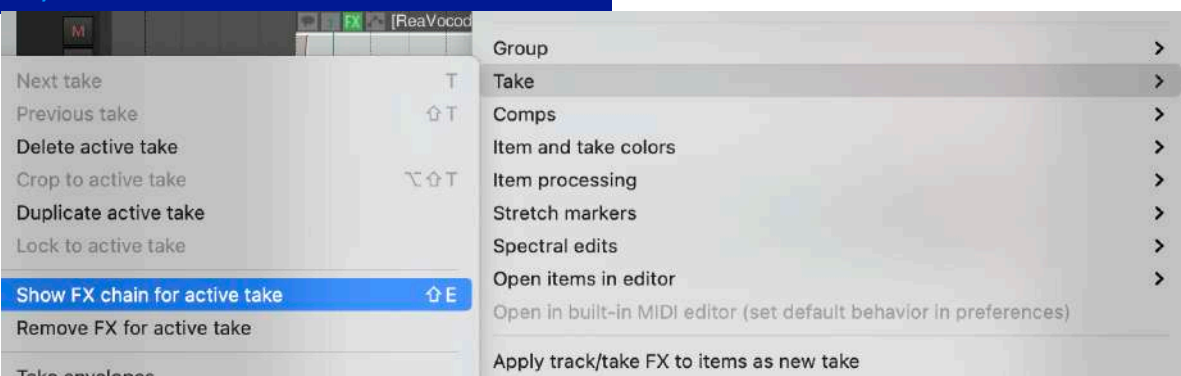 M
FX [ReaVocod
Group
Take
Comps
Item and take colors
Item processing
Stretch markers
Spectral edits
Open items in editor
Open in built-in MIDI editor (set default behavior in preferences)
Apply track/take FX to items as new take
Next take T
Previous take ⇧T
Delete active take
Crop to active take ⌥⇧T
Duplicate active take
Lock to active take
Show FX chain for active take ⇧E
Remove FX for active take
Take envelopes